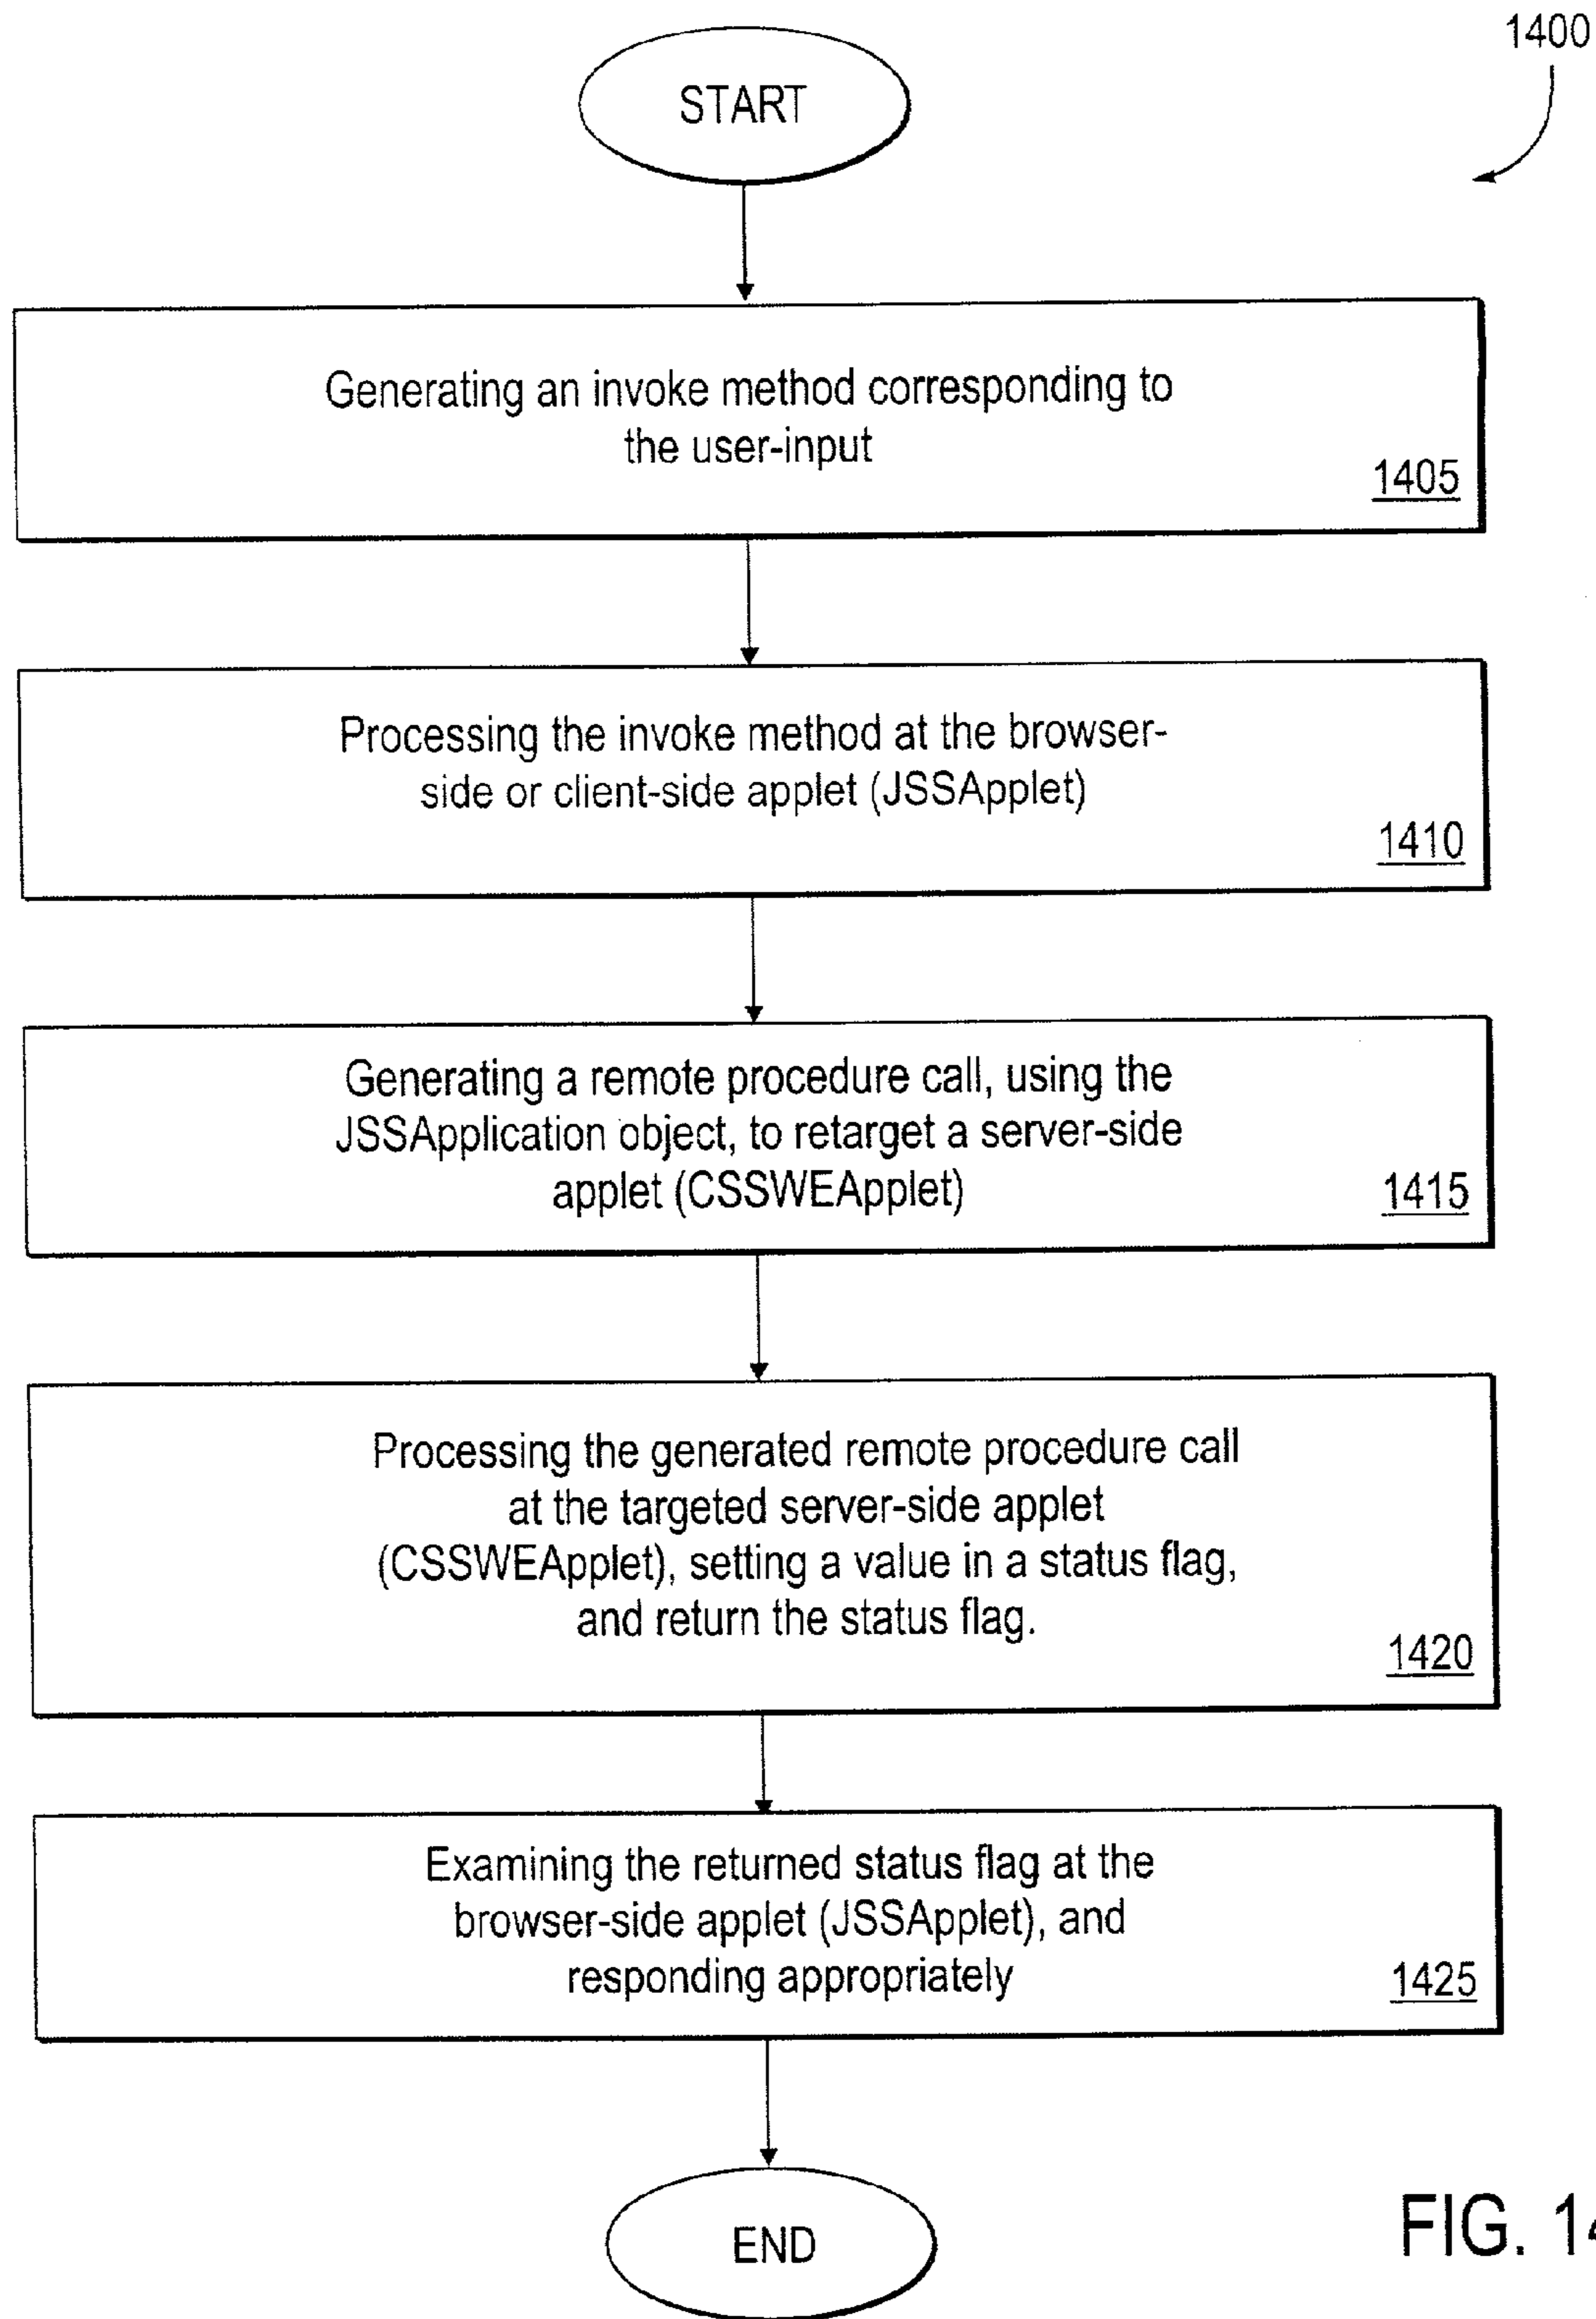 1400
START
Generating an invoke method corresponding to
the user-input
1405
Processing the invoke method at the browser-
side or client-side applet (JSSApplet)
1410
Generating a remote procedure call, using the
JSSApplication object, to retarget a server-side
applet (CSSWEApplet)
1415
Processing the generated remote procedure call
at the targeted server-side applet
(CSSWEApplet), setting a value in a status flag,
and return the status flag.
1420
Examining the returned status flag at the
browser-side applet (JSSApplet), and
responding appropriately
1425
END
FIG. 14